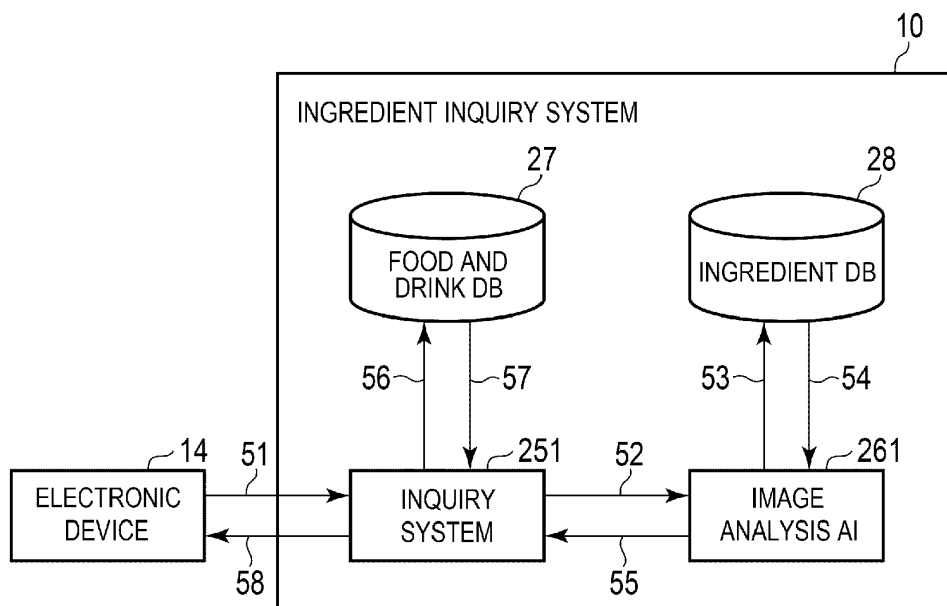 10
INGREDIENT INQUIRY SYSTEM
27
28
FOOD AND
DRINK DB
INGREDIENT DB
56
57
53
54
14
51
251
52
261
ELECTRONIC
DEVICE
INQUIRY
SYSTEM
IMAGE
ANALYSIS AI
58
55